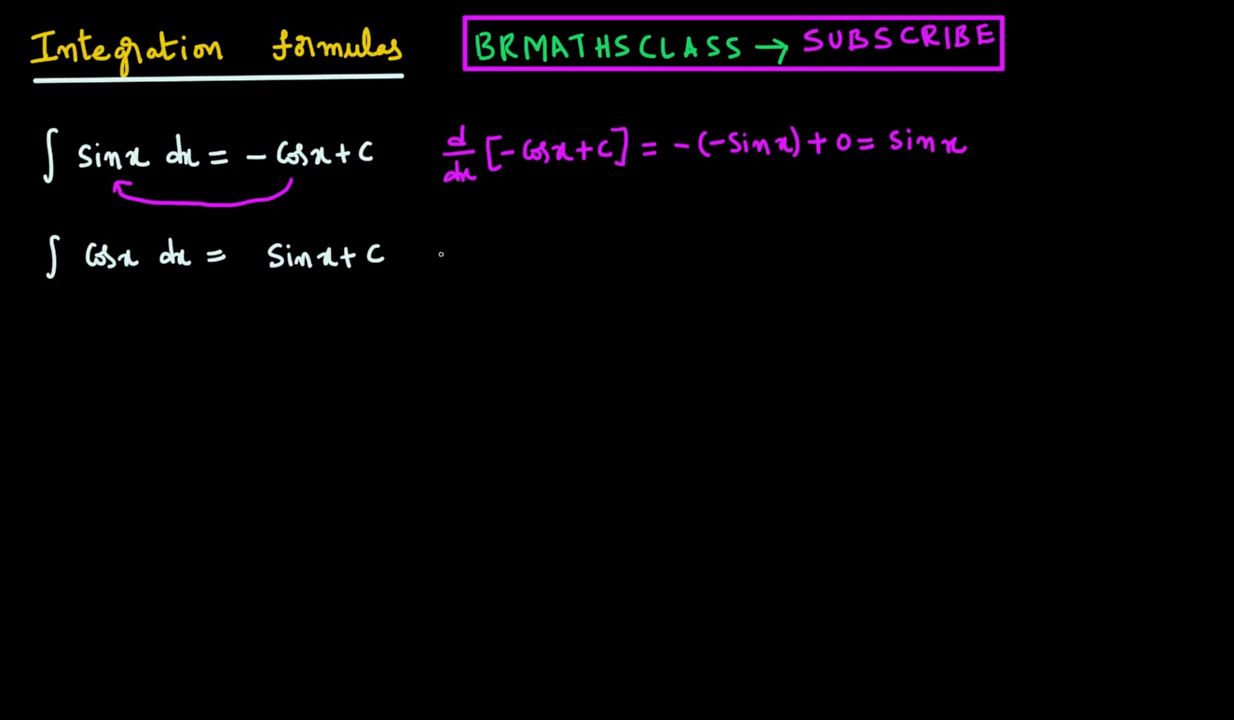 Integration formulas
BRMATHSCLASS → SUBSCRIBE
∫ sinx dx = - cosx + c
d/dx [- cosx + c] = - (-sinx) + 0 = sinx
∫ cosx dx = sinx + c